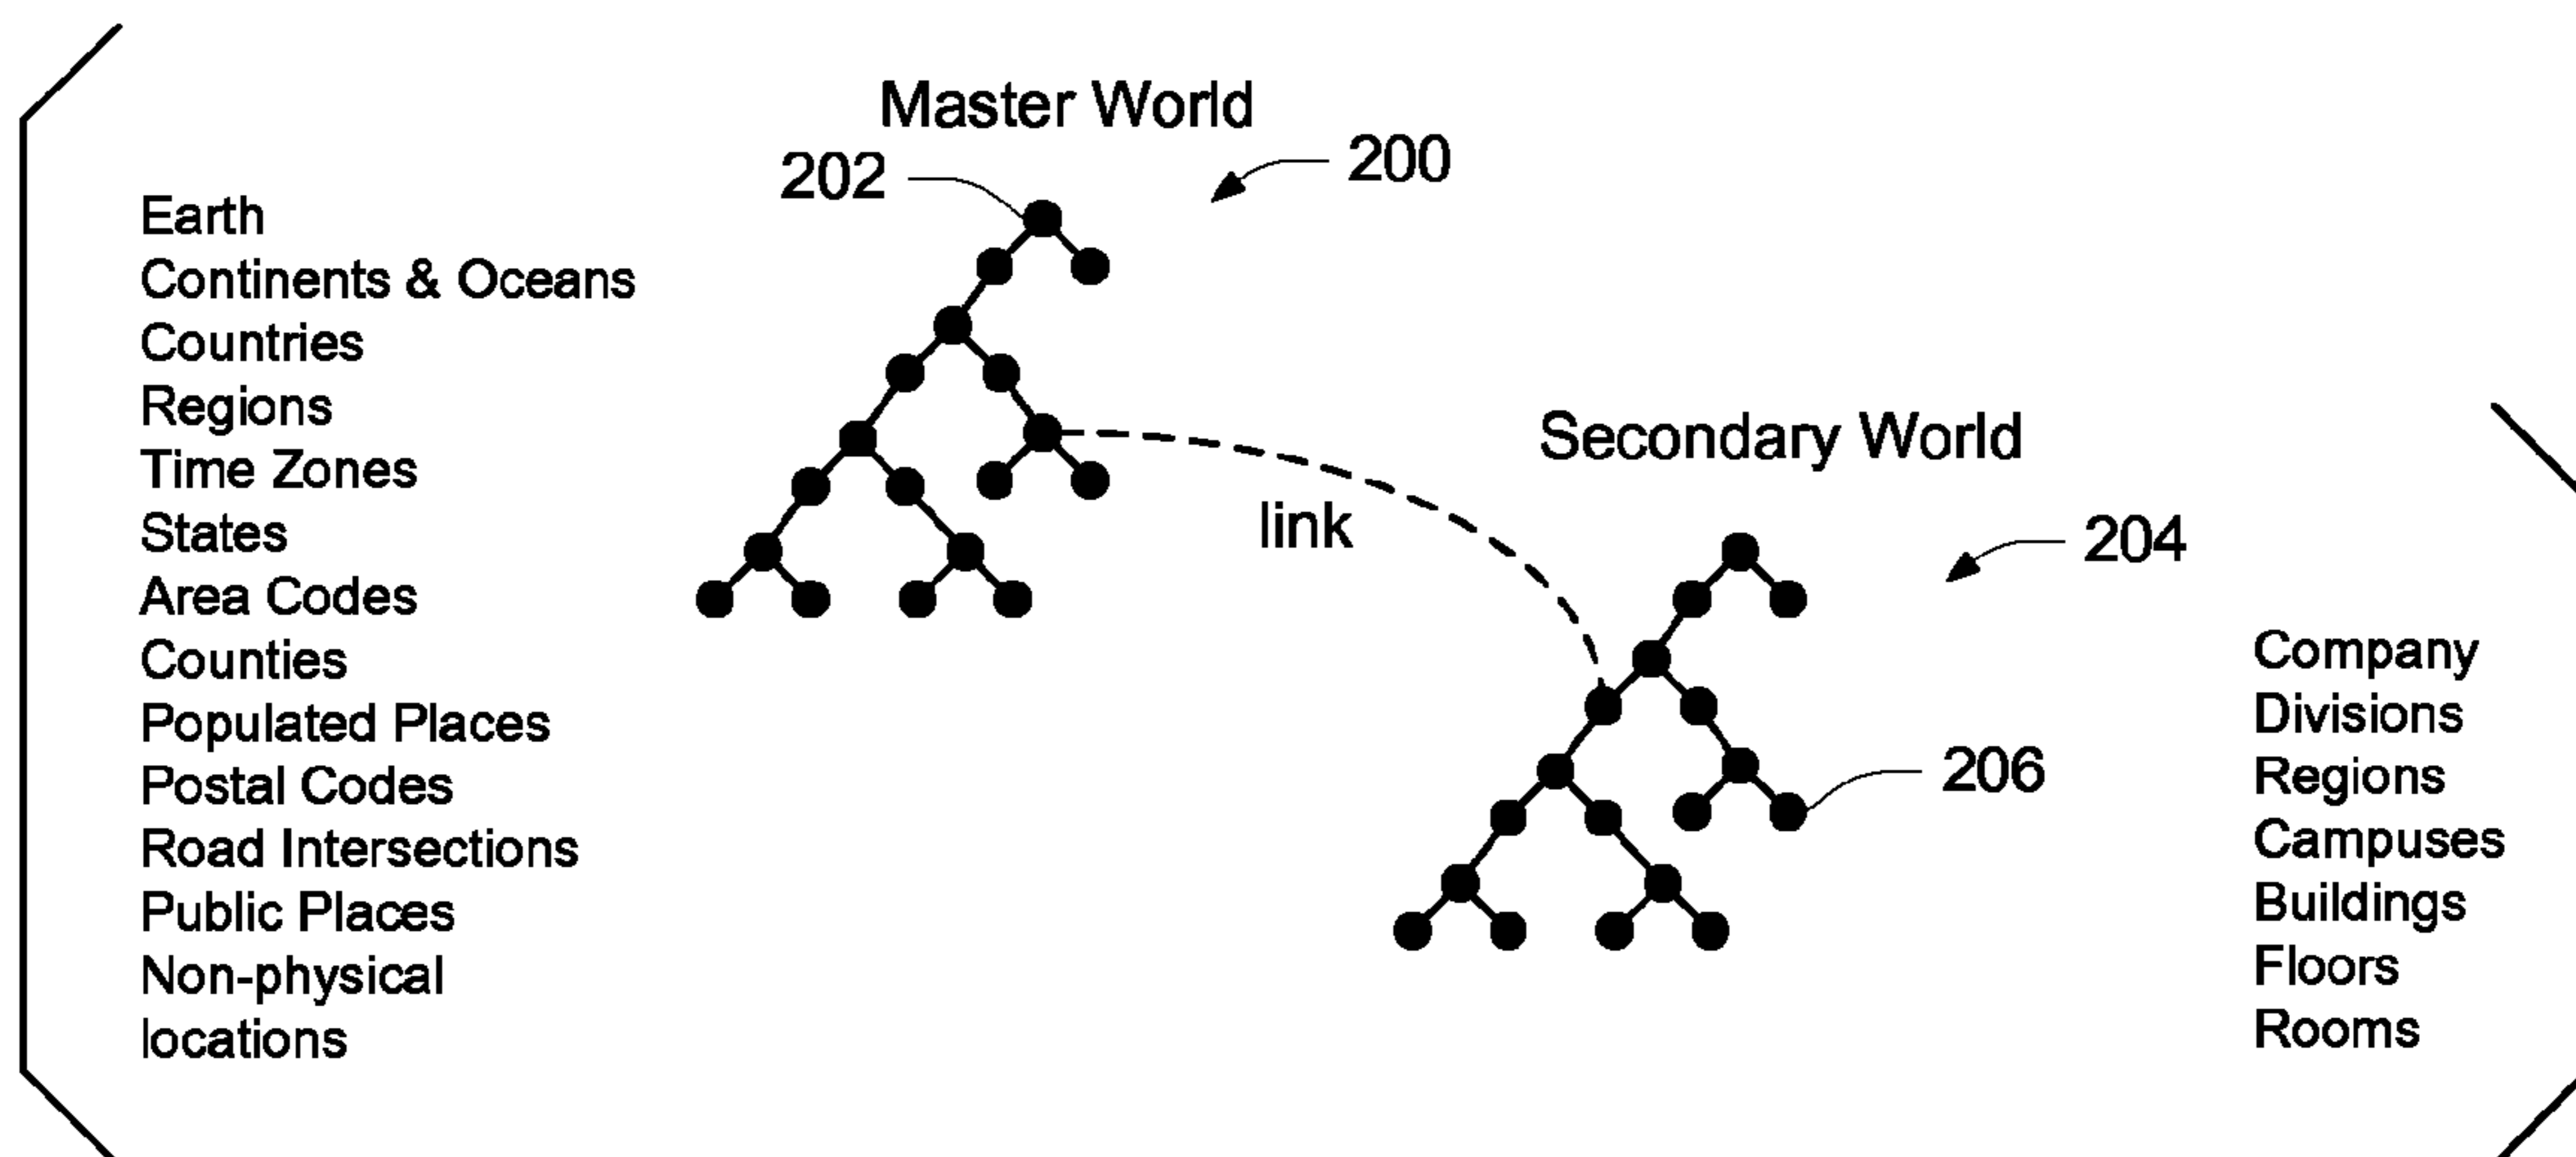 Master World
202
200
Earth
Continents & Oceans
Countries
Regions
Time Zones
States
Area Codes
Counties
Populated Places
Postal Codes
Road Intersections
Public Places
Non-physical
locations
link
Secondary World
204
206
Company
Divisions
Regions
Campuses
Buildings
Floors
Rooms